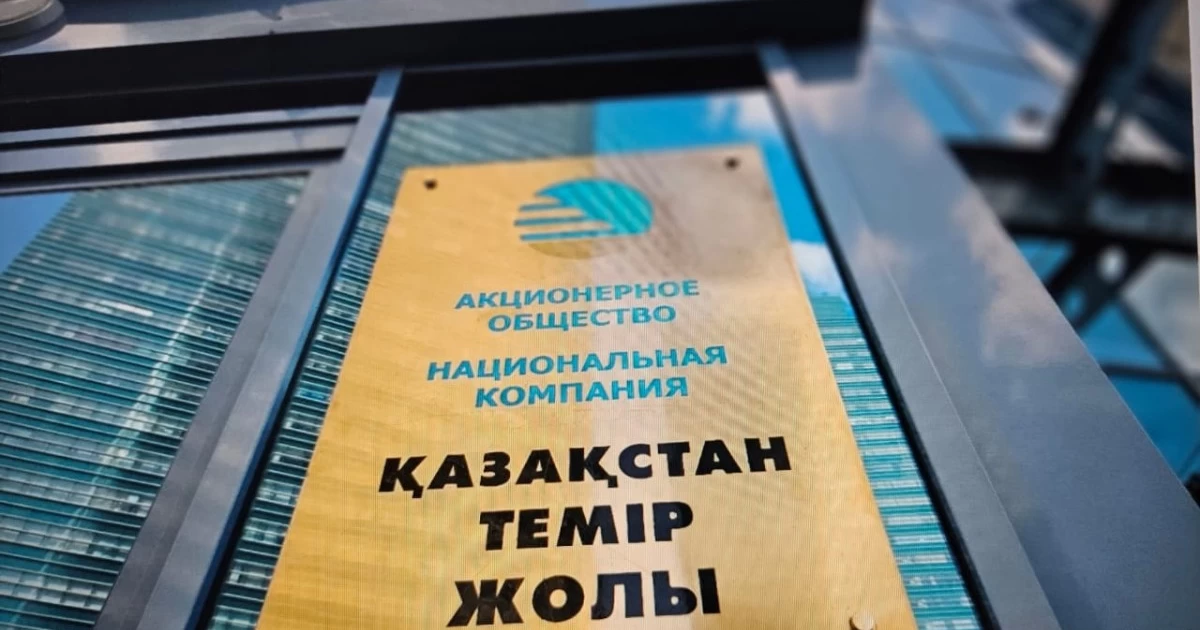 АКЦИОНЕРНОЕ
ОБЩЕСТВО
НАЦИОНАЛЬНАЯ
КОМПАНИЯ
ҚАЗАҚСТАН
ТЕМІР
ЖОЛЫ